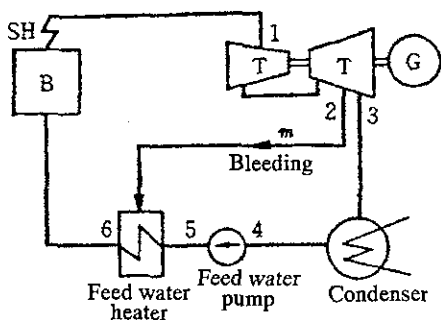 SH
1
T
T
G
B
2
3
m
Bleeding
6
5
4
Feed water
heater
Feed water
pump
Condenser